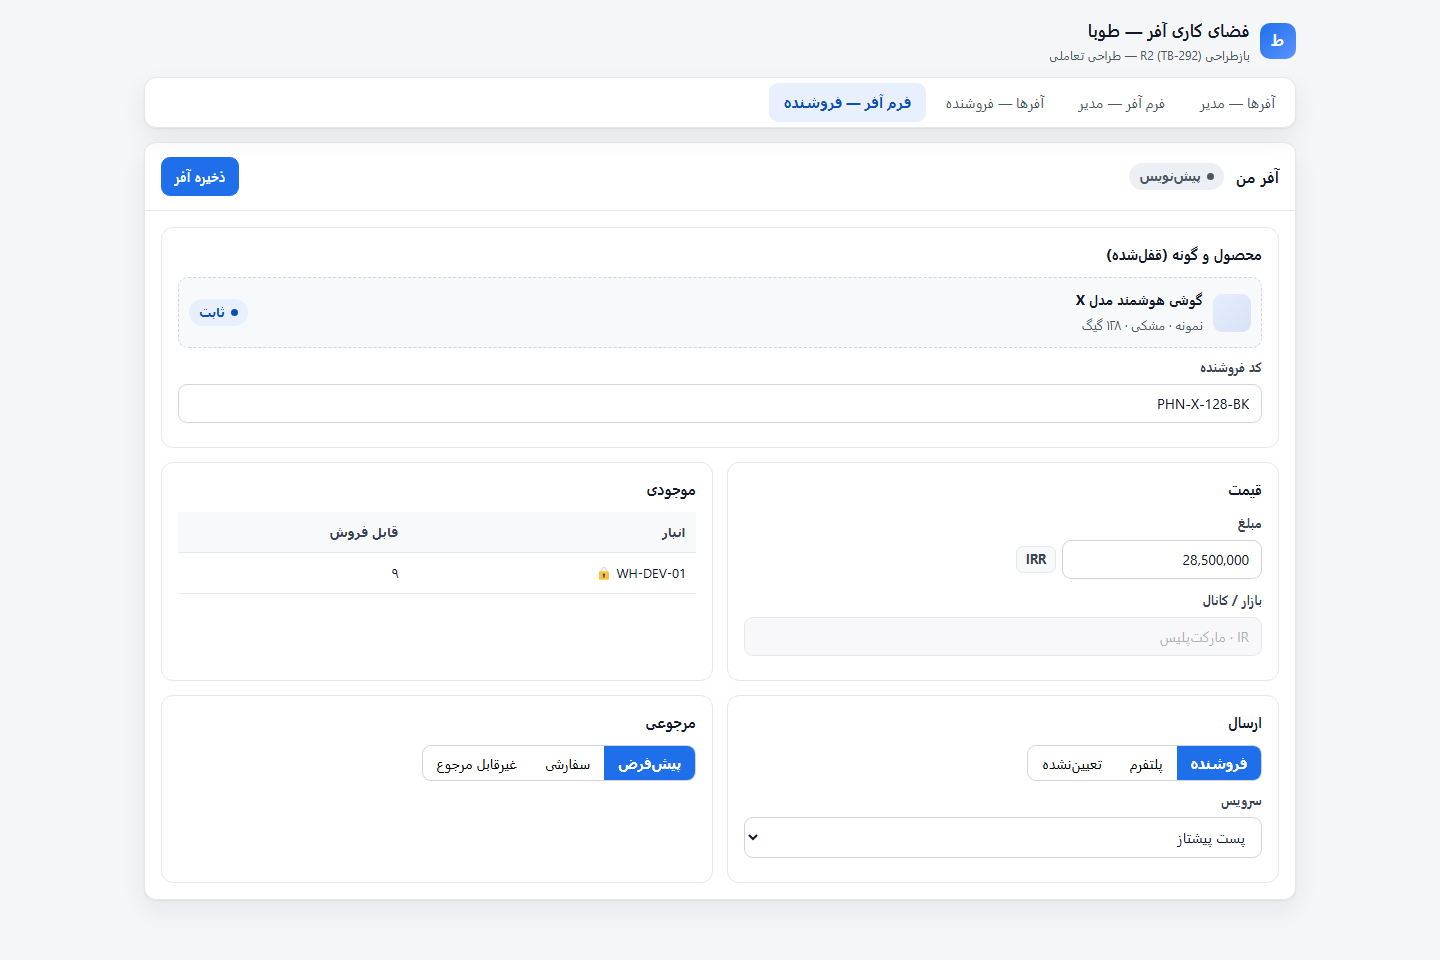 ط
فضای کاری آفر — طوبا
بازطراحی R2 (TB-292) — طراحی تعاملی
آفرها — مدیر
فرم آفر — مدیر
آفرها — فروشنده
فرم آفر — فروشنده
آفر من
پیش‌نویس
ذخیره آفر
محصول و گونه (قفل‌شده)
گوشی هوشمند مدل X
نمونه · مشکی · ۱۲۸ گیگ
ثابت
کد فروشنده
PHN-X-128-BK
قیمت
مبلغ
28,500,000
IRR
بازار / کانال
IR · مارکت‌پلیس
موجودی
انبار
قابل فروش
WH-DEV-01
۹
ارسال
فروشنده
پلتفرم
تعیین‌نشده
سرویس
پست پیشتاز
مرجوعی
پیش‌فرض
سفارشی
غیرقابل مرجوع